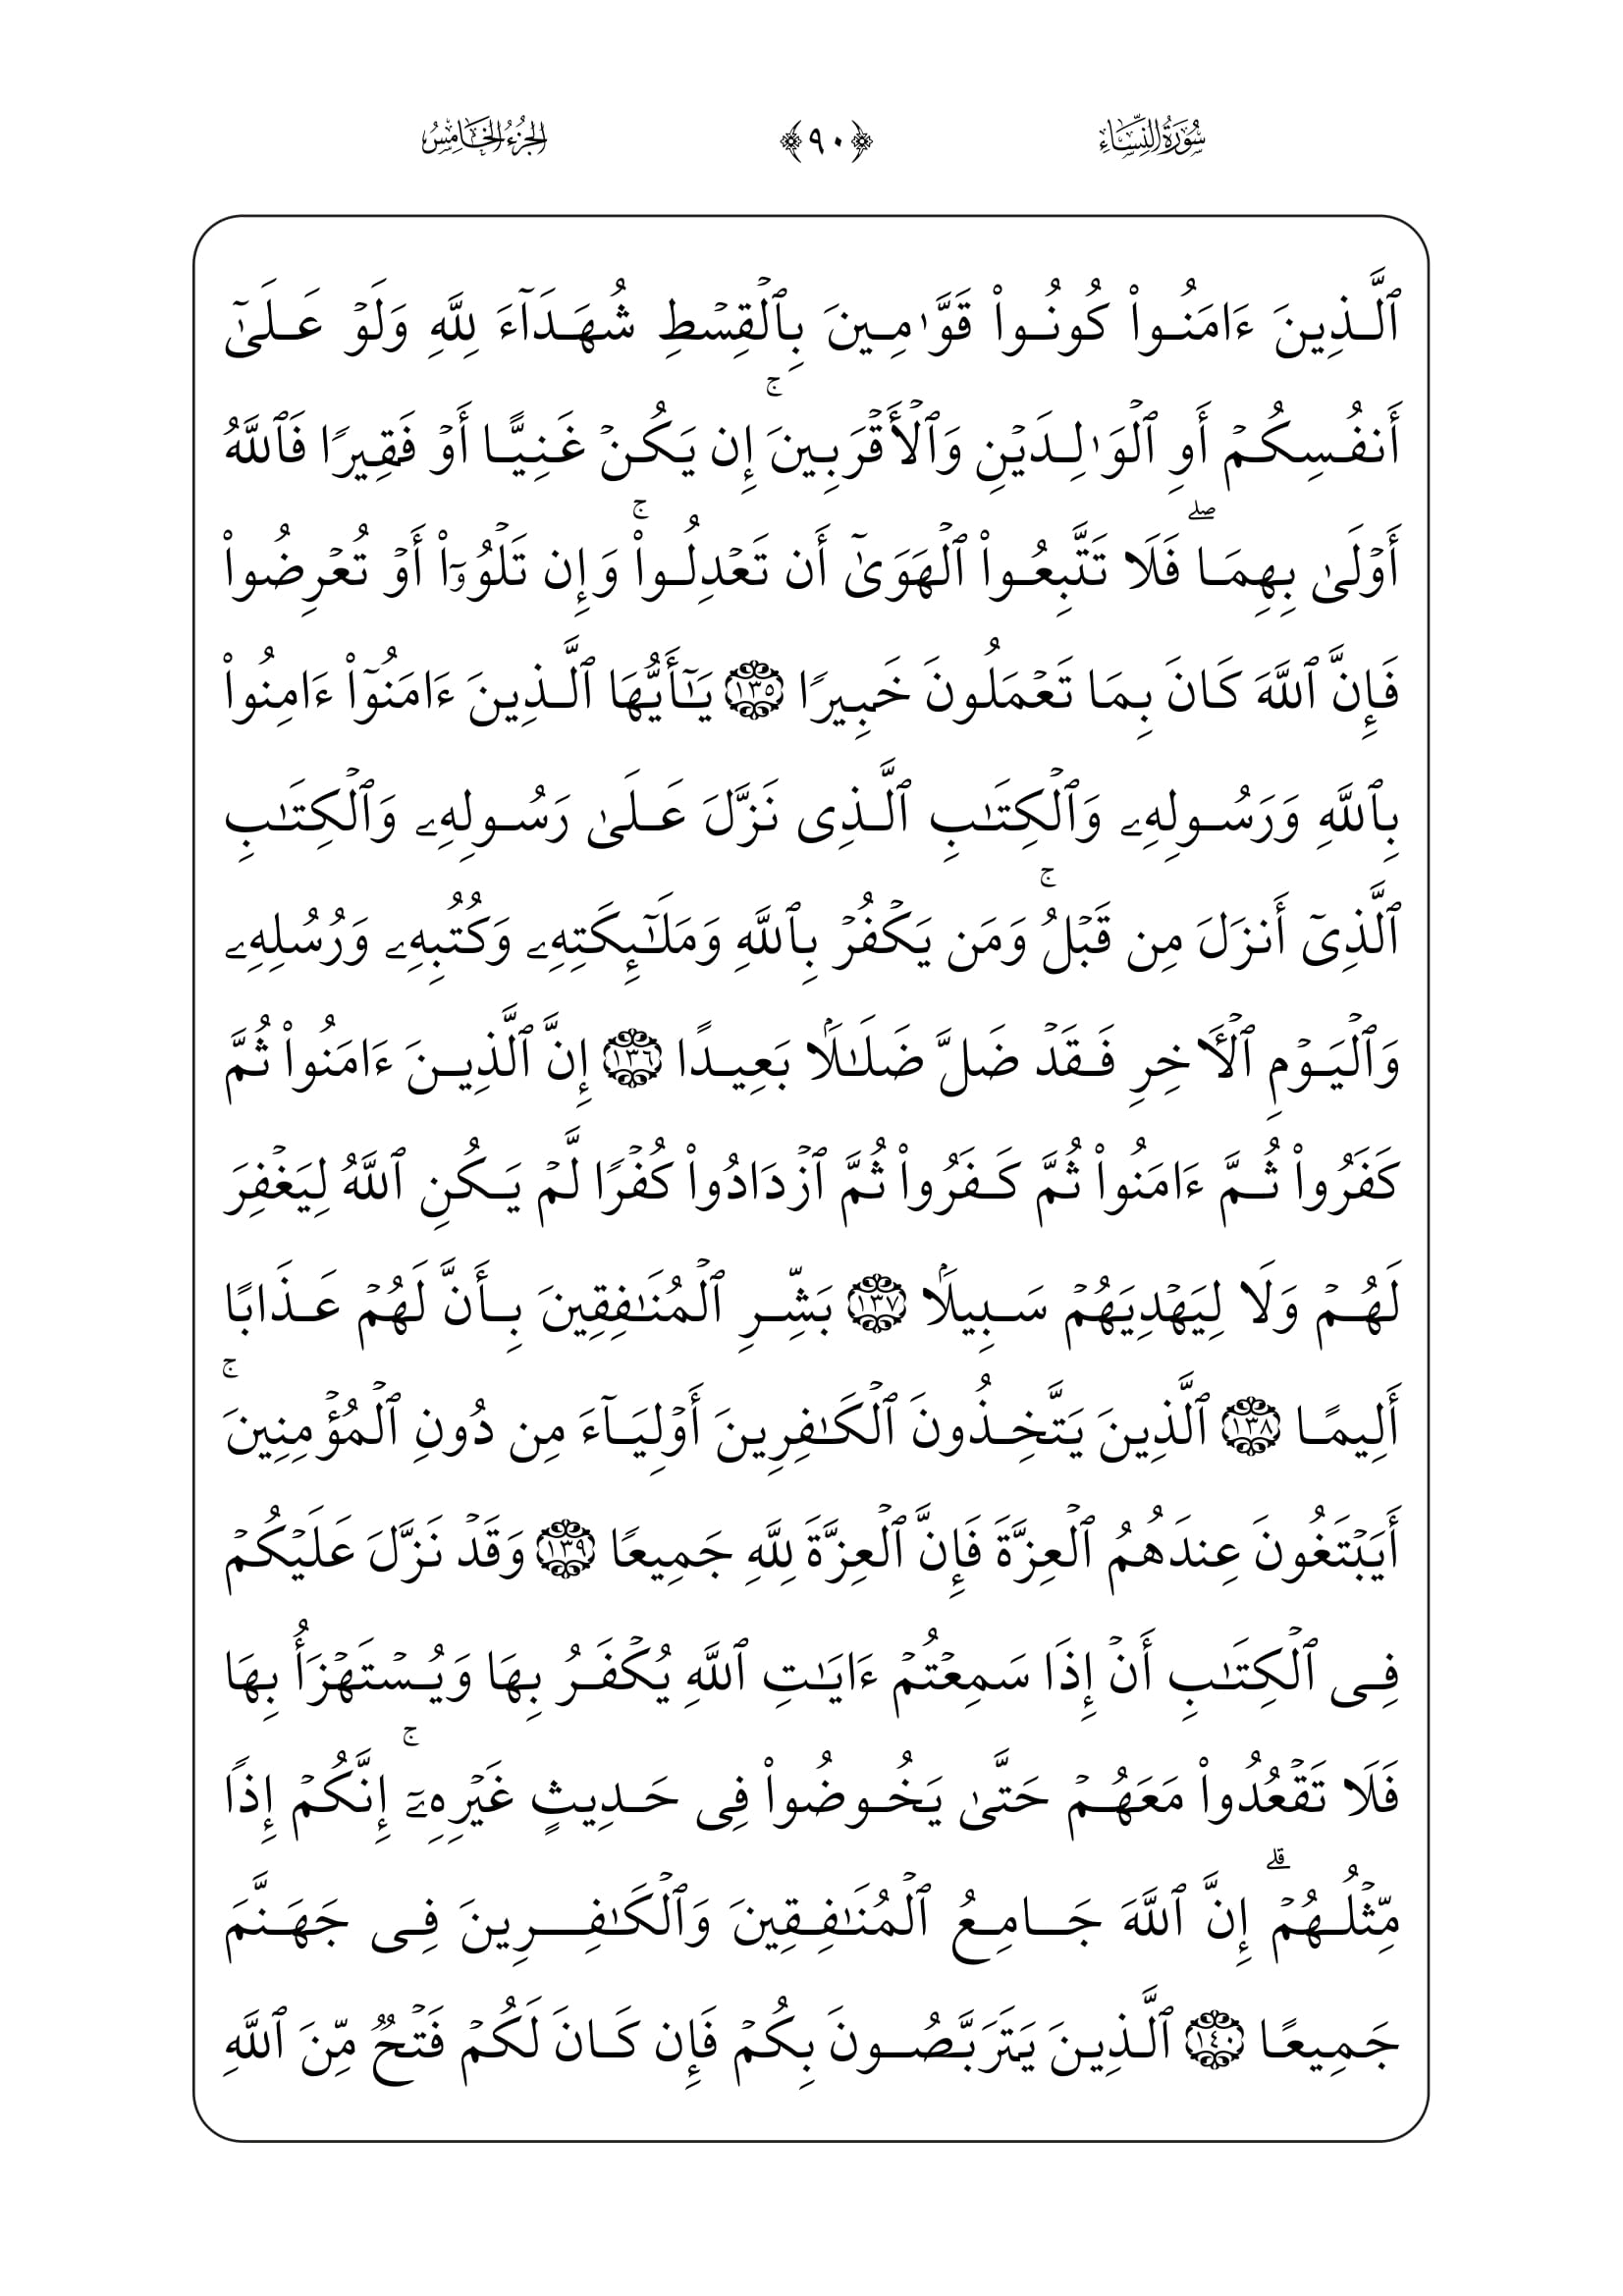 سُورَةُ النِّسَاءِ ﴿٩٠﴾ الجُزْءُ الخَامِسُ
ٱلَّذِينَ ءَامَنُوا۟ كُونُوا۟ قَوَّٰمِينَ بِٱلْقِسْطِ شُهَدَآءَ لِلَّهِ وَلَوْ عَلَىٰٓ
أَنفُسِكُمْ أَوِ ٱلْوَٰلِدَيْنِ وَٱلْأَقْرَبِينَ ۚ إِن يَكُنْ غَنِيًّا أَوْ فَقِيرًا فَٱللَّهُ
أَوْلَىٰ بِهِمَا ۖ فَلَا تَتَّبِعُوا۟ ٱلْهَوَىٰٓ أَن تَعْدِلُوا۟ ۚ وَإِن تَلْوُۥٓا۟ أَوْ تُعْرِضُوا۟
فَإِنَّ ٱللَّهَ كَانَ بِمَا تَعْمَلُونَ خَبِيرًا ١٣٥ يَـٰٓأَيُّهَا ٱلَّذِينَ ءَامَنُوٓا۟ ءَامِنُوا۟
بِٱللَّهِ وَرَسُولِهِۦ وَٱلْكِتَـٰبِ ٱلَّذِى نَزَّلَ عَلَىٰ رَسُولِهِۦ وَٱلْكِتَـٰبِ
ٱلَّذِىٓ أَنزَلَ مِن قَبْلُ ۚ وَمَن يَكْفُرْ بِٱللَّهِ وَمَلَـٰٓئِكَتِهِۦ وَكُتُبِهِۦ وَرُسُلِهِۦ
وَٱلْيَوْمِ ٱلْـَٔاخِرِ فَقَدْ ضَلَّ ضَلَـٰلًۢا بَعِيدًا ١٣٦ إِنَّ ٱلَّذِينَ ءَامَنُوا۟ ثُمَّ
كَفَرُوا۟ ثُمَّ ءَامَنُوا۟ ثُمَّ كَفَرُوا۟ ثُمَّ ٱزْدَادُوا۟ كُفْرًا لَّمْ يَكُنِ ٱللَّهُ لِيَغْفِرَ
لَهُمْ وَلَا لِيَهْدِيَهُمْ سَبِيلًۢا ١٣٧ بَشِّرِ ٱلْمُنَـٰفِقِينَ بِأَنَّ لَهُمْ عَذَابًا
أَلِيمًا ١٣٨ ٱلَّذِينَ يَتَّخِذُونَ ٱلْكَـٰفِرِينَ أَوْلِيَآءَ مِن دُونِ ٱلْمُؤْمِنِينَ ۚ
أَيَبْتَغُونَ عِندَهُمُ ٱلْعِزَّةَ فَإِنَّ ٱلْعِزَّةَ لِلَّهِ جَمِيعًا ١٣٩ وَقَدْ نَزَّلَ عَلَيْكُمْ
فِى ٱلْكِتَـٰبِ أَنْ إِذَا سَمِعْتُمْ ءَايَـٰتِ ٱللَّهِ يُكْفَرُ بِهَا وَيُسْتَهْزَأُ بِهَا
فَلَا تَقْعُدُوا۟ مَعَهُمْ حَتَّىٰ يَخُوضُوا۟ فِى حَدِيثٍ غَيْرِهِۦٓ ۚ إِنَّكُمْ إِذًا
مِّثْلُهُمْ ۗ إِنَّ ٱللَّهَ جَامِعُ ٱلْمُنَـٰفِقِينَ وَٱلْكَـٰفِرِينَ فِى جَهَنَّمَ
جَمِيعًا ١٤٠ ٱلَّذِينَ يَتَرَبَّصُونَ بِكُمْ فَإِن كَانَ لَكُمْ فَتْحٌ مِّنَ ٱللَّهِ